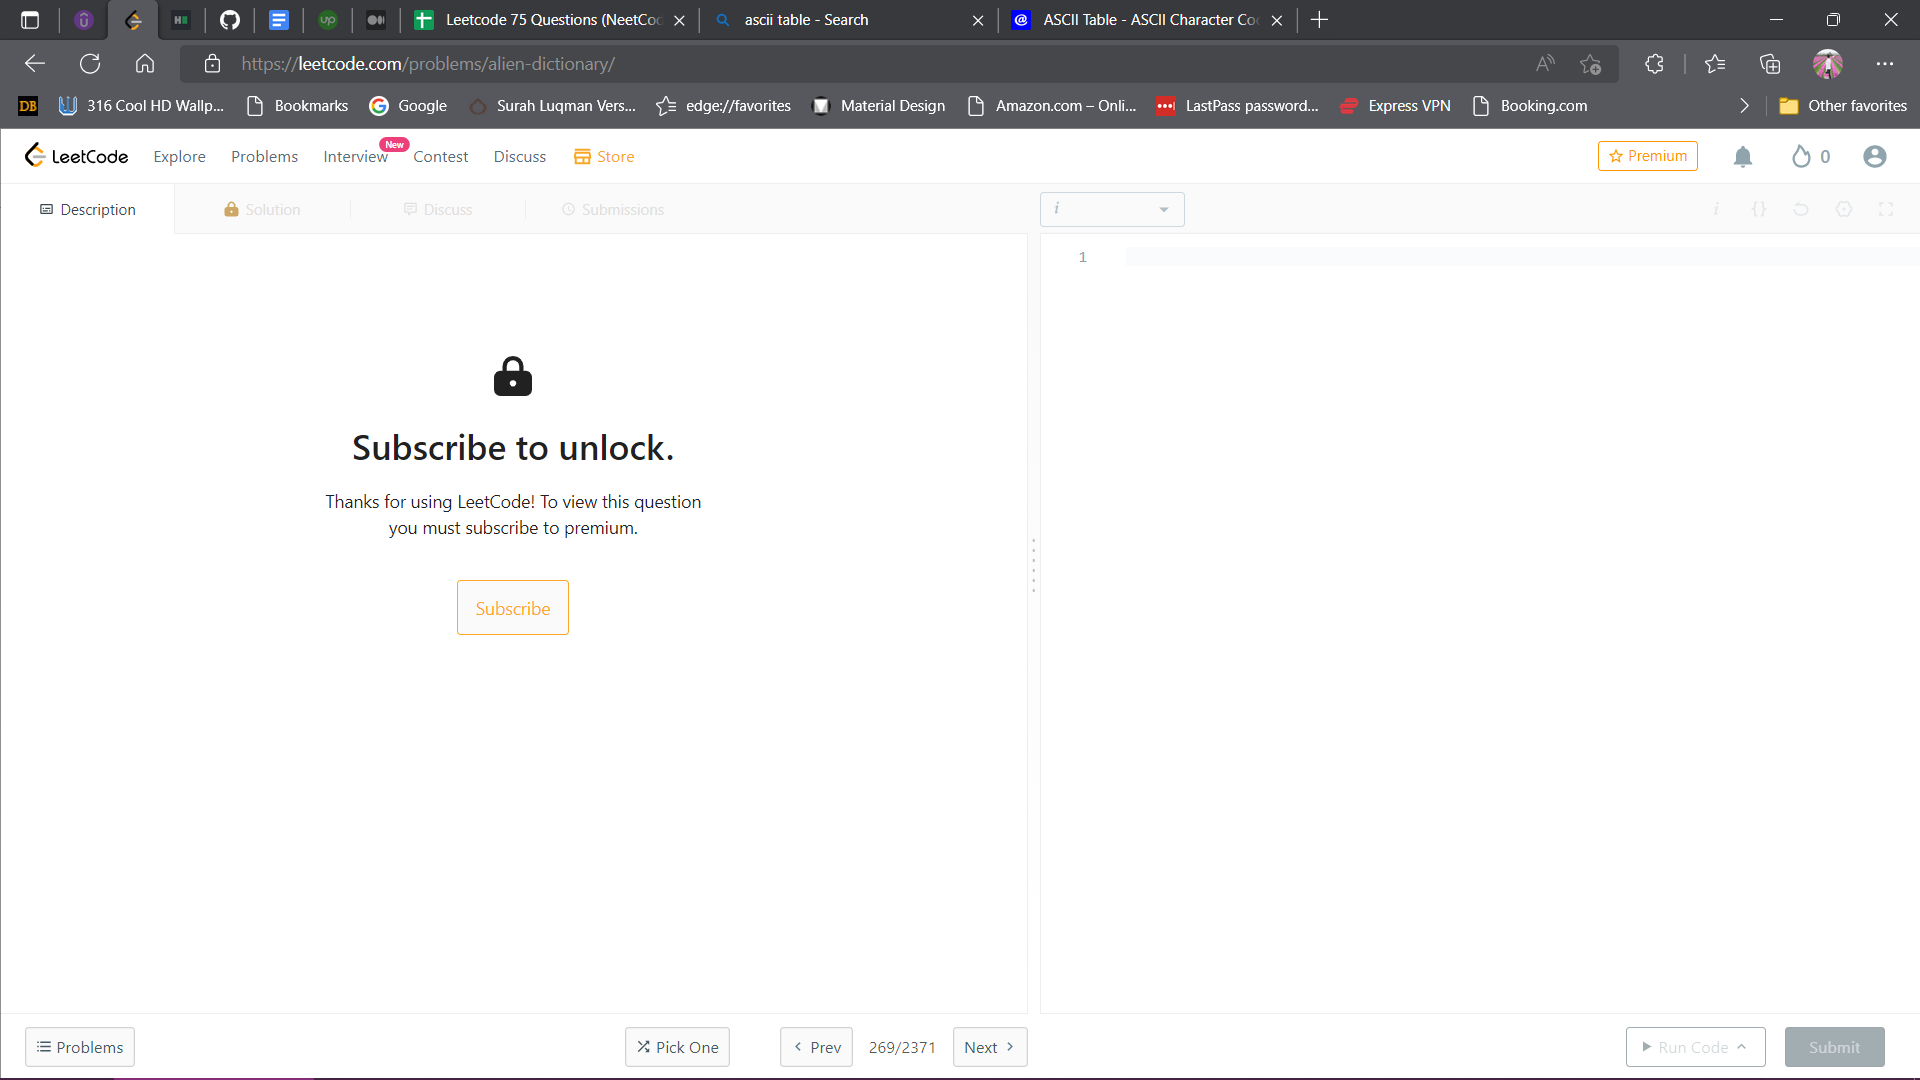 Leetcode 75 Questions (NeetCo
ascii table - Search
ASCII Table - ASCII Character Co
https://leetcode.com/problems/alien-dictionary/
DB
316 Cool HD Wallp...
Bookmarks
Google
Surah Luqman Vers...
edge://favorites
Material Design
Amazon.com – Onli...
LastPass password...
Express VPN
Booking.com
Other favorites
LeetCode
Explore
Problems
Interview
New
Contest
Discuss
Store
Premium
0
Description
Solution
Discuss
Submissions
i
i
{}
1
Subscribe to unlock.
Thanks for using LeetCode! To view this question
you must subscribe to premium.
Subscribe
Problems
Pick One
Prev
269/2371
Next
Run Code
Submit